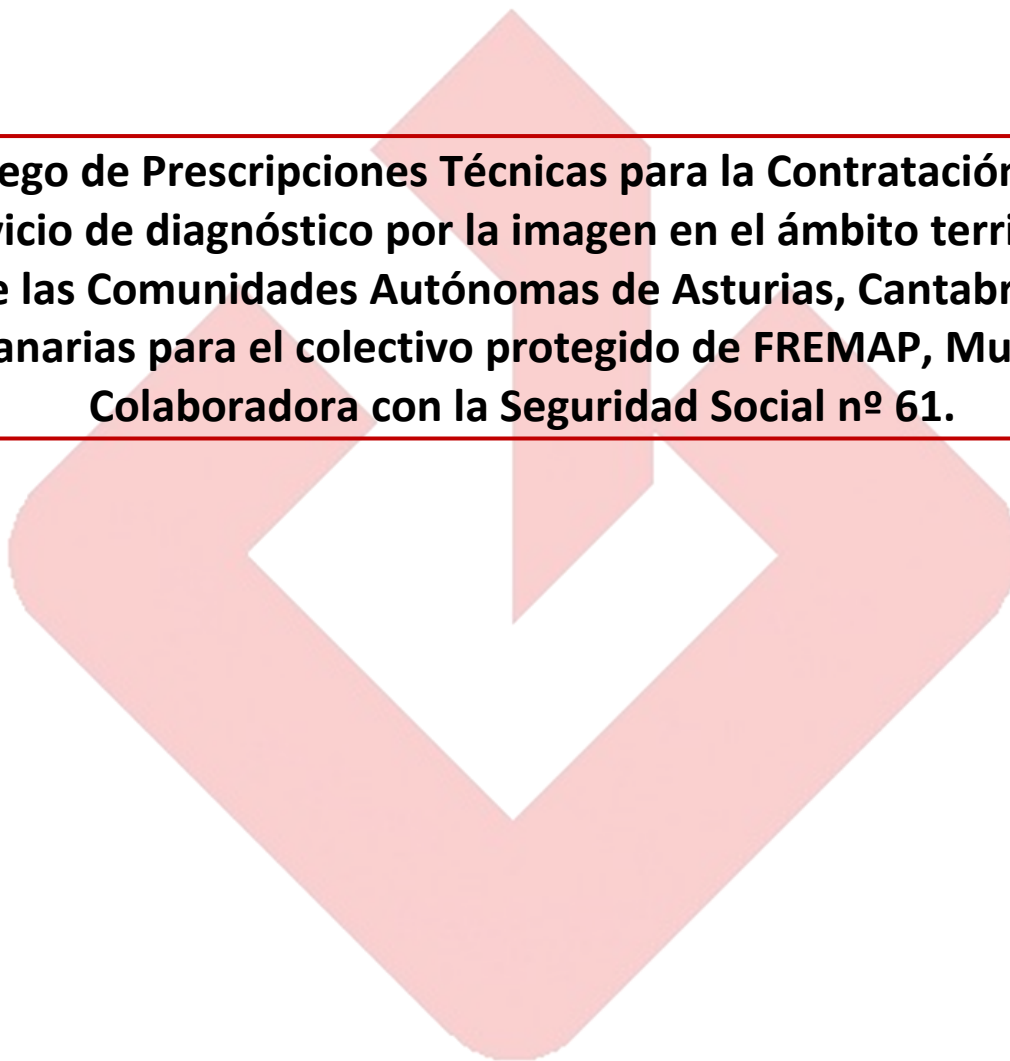 ego de Prescripciones Técnicas para la Contratación
icio de diagnóstico por la imagen en el ámbito terri
e las Comunidades Autónomas de Asturias, Cantabr
anarias para el colectivo protegido de FREMAP, Mu
Colaboradora con la Seguridad Social nº 61.